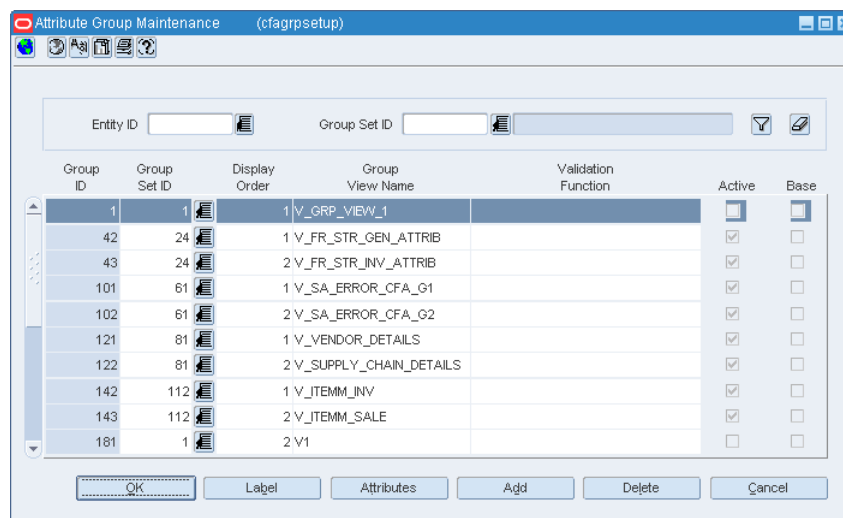 Attribute Group Maintenance (cfagrpsetup)
Entity ID Group Set ID
Group ID Group Set ID Display Order Group View Name Validation Function Active Base
1 1 1 V_GRP_VIEW_1
42 24 1 V_FR_STR_GEN_ATTRIB
43 24 2 V_FR_STR_INV_ATTRIB
101 61 1 V_SA_ERROR_CFA_G1
102 61 2 V_SA_ERROR_CFA_G2
121 81 1 V_VENDOR_DETAILS
122 81 2 V_SUPPLY_CHAIN_DETAILS
142 112 1 V_ITEMM_INV
143 112 2 V_ITEMM_SALE
181 1 2 V1
OK Label Attributes Add Delete Cancel